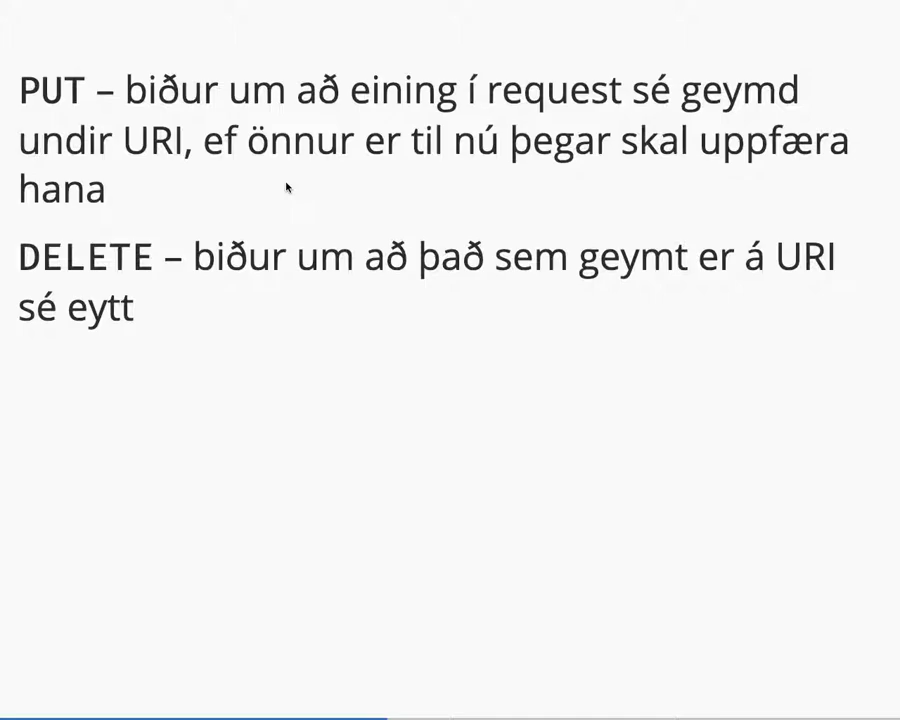 PUT – biður um að eining í request sé geymd
undir URI, ef önnur er til nú þegar skal uppfæra
hana
DELETE – biður um að það sem geymt er á URI
sé eytt